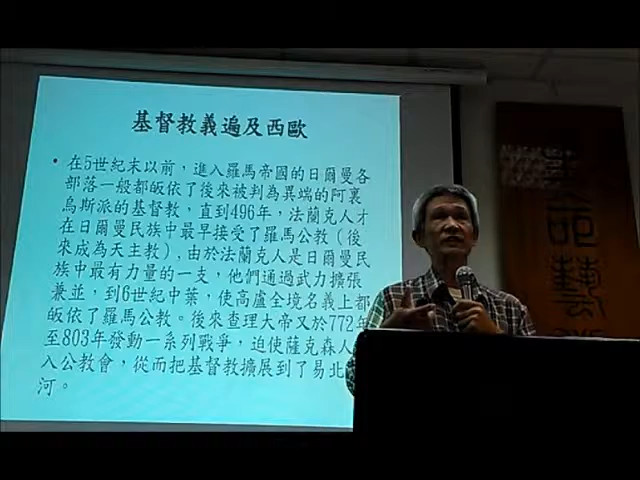 基督教義遍及西歐
• 在5世紀末以前，進入羅馬帝國的日爾曼各
部落一般都皈依了後來被判為異端的阿裏
烏斯派的基督教，直到496年，法蘭克人才
在日爾曼民族中最早接受了羅馬公教（後
來成為天主教）。由於法蘭克人是日爾曼民
族中最有力量的一支，他們通過武力擴張
兼並，到6世紀中葉，使高盧全境名義上都
皈依了羅馬公教。後來查理大帝又於772年
至803年發動一系列戰爭，迫使薩克森人
入公教會，從而把基督教擴展到了易北
河。